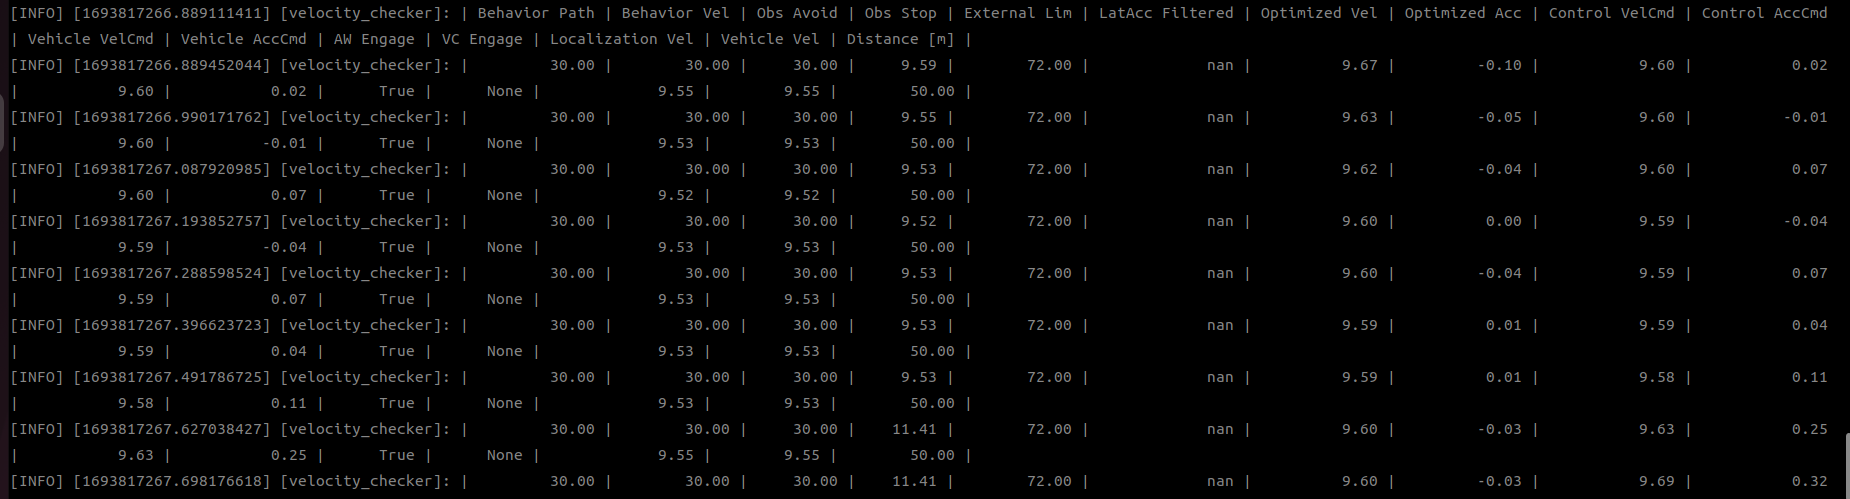 [INFO] [1693817266.889111411] [velocity_checker]: | Behavior Path | Behavior Vel | Obs Avoid | Obs Stop | External Lim | LatAcc Filtered | Optimized Vel | Optimized Acc | Control VelCmd | Control AccCmd
| Vehicle VelCmd | Vehicle AccCmd | AW Engage | VC Engage | Localization Vel | Vehicle Vel | Distance [m] |
[INFO] [1693817266.889452044] [velocity_checker]: | 30.00 | 30.00 | 30.00 | 9.59 | 72.00 | nan | 9.67 | -0.10 | 9.60 | 0.02
| 9.60 | 0.02 | True | None | 9.55 | 9.55 | 50.00 |
[INFO] [1693817266.990171762] [velocity_checker]: | 30.00 | 30.00 | 30.00 | 9.55 | 72.00 | nan | 9.63 | -0.05 | 9.60 | -0.01
| 9.60 | -0.01 | True | None | 9.53 | 9.53 | 50.00 |
[INFO] [1693817267.087920985] [velocity_checker]: | 30.00 | 30.00 | 30.00 | 9.53 | 72.00 | nan | 9.62 | -0.04 | 9.60 | 0.07
| 9.60 | 0.07 | True | None | 9.52 | 9.52 | 50.00 |
[INFO] [1693817267.193852757] [velocity_checker]: | 30.00 | 30.00 | 30.00 | 9.52 | 72.00 | nan | 9.60 | 0.00 | 9.59 | -0.04
| 9.59 | -0.04 | True | None | 9.53 | 9.53 | 50.00 |
[INFO] [1693817267.288598524] [velocity_checker]: | 30.00 | 30.00 | 30.00 | 9.53 | 72.00 | nan | 9.60 | -0.04 | 9.59 | 0.07
| 9.59 | 0.07 | True | None | 9.53 | 9.53 | 50.00 |
[INFO] [1693817267.396623723] [velocity_checker]: | 30.00 | 30.00 | 30.00 | 9.53 | 72.00 | nan | 9.59 | 0.01 | 9.59 | 0.04
| 9.59 | 0.04 | True | None | 9.53 | 9.53 | 50.00 |
[INFO] [1693817267.491786725] [velocity_checker]: | 30.00 | 30.00 | 30.00 | 9.53 | 72.00 | nan | 9.59 | 0.01 | 9.58 | 0.11
| 9.58 | 0.11 | True | None | 9.53 | 9.53 | 50.00 |
[INFO] [1693817267.627038427] [velocity_checker]: | 30.00 | 30.00 | 30.00 | 11.41 | 72.00 | nan | 9.60 | -0.03 | 9.63 | 0.25
| 9.63 | 0.25 | True | None | 9.55 | 9.55 | 50.00 |
[INFO] [1693817267.698176618] [velocity_checker]: | 30.00 | 30.00 | 30.00 | 11.41 | 72.00 | nan | 9.60 | -0.03 | 9.69 | 0.32